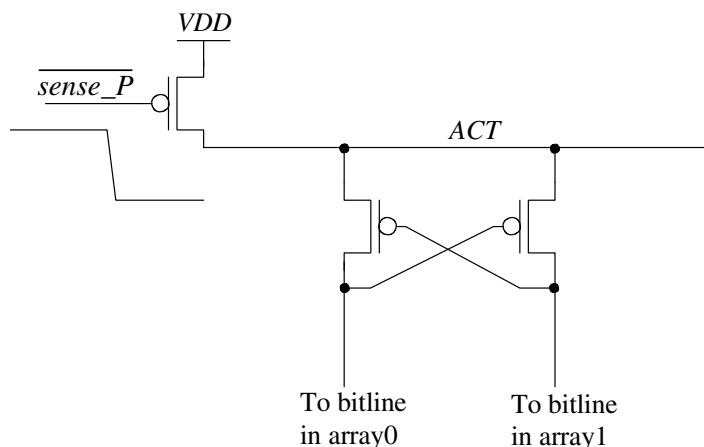 VDD
sense_P
ACT
To bitline
in array0
To bitline
in array1